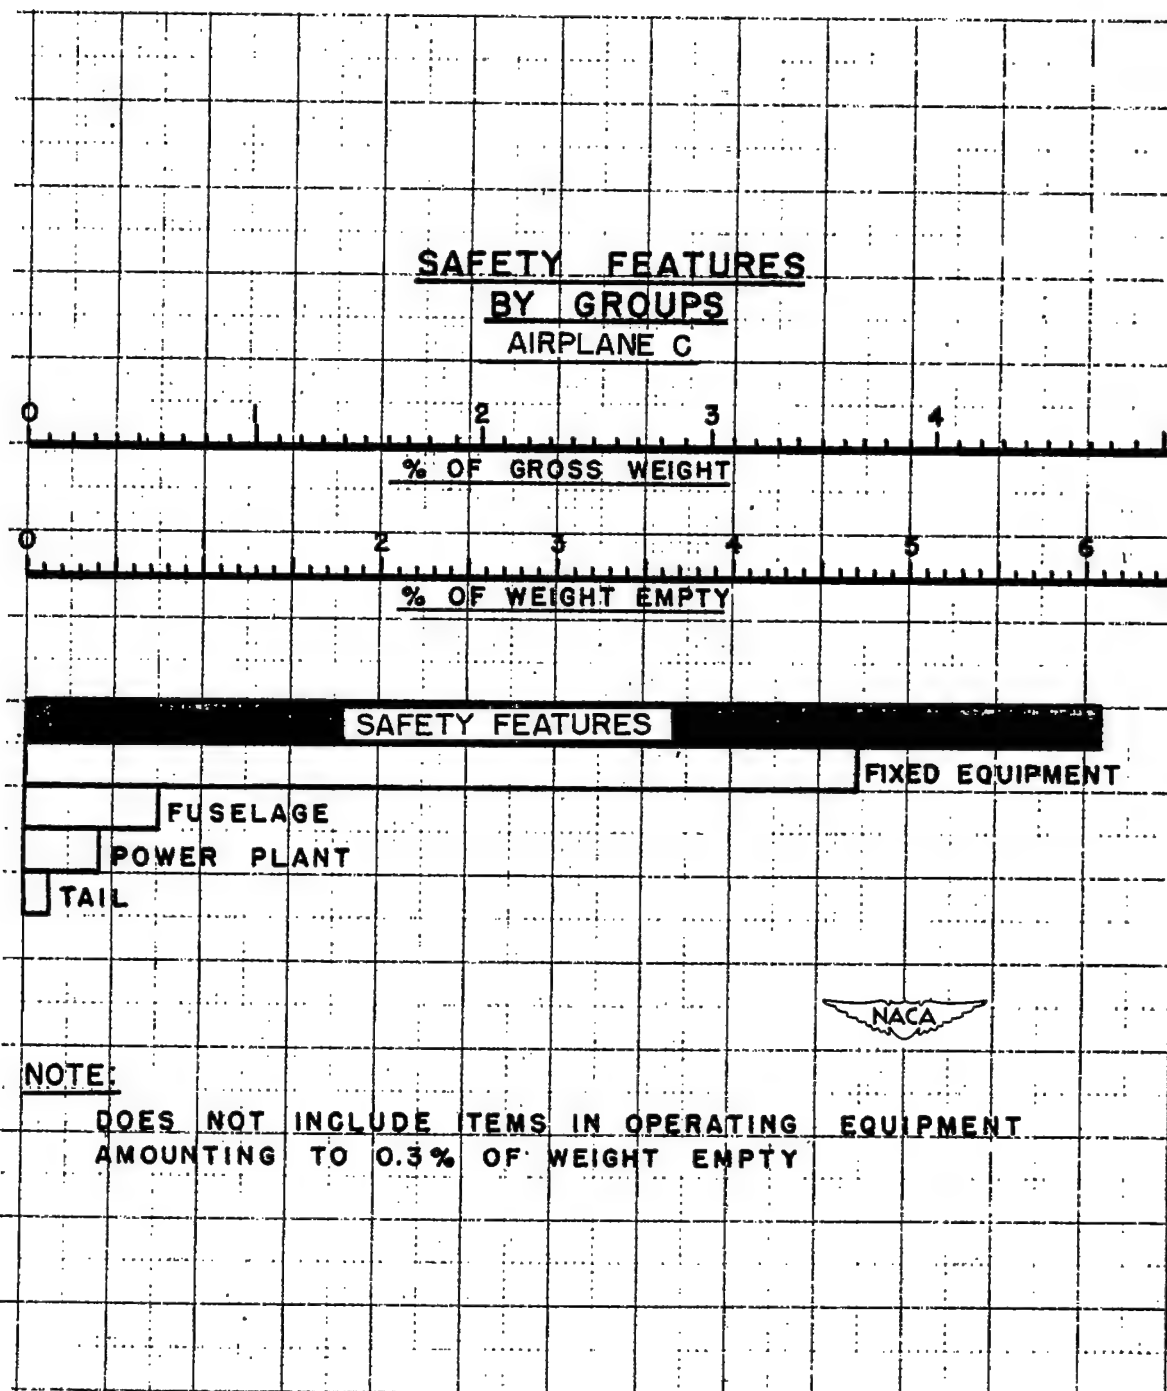 SAFETY FEATURES
BY GROUPS
AIRPLANE C
0 1 2 3 4
% OF GROSS WEIGHT
0 2 3 4 5 6
% OF WEIGHT EMPTY
SAFETY FEATURES
FIXED EQUIPMENT
FUSELAGE
POWER PLANT
TAIL
NACA
NOTE:
DOES NOT INCLUDE ITEMS IN OPERATING EQUIPMENT
AMOUNTING TO 0.3% OF WEIGHT EMPTY